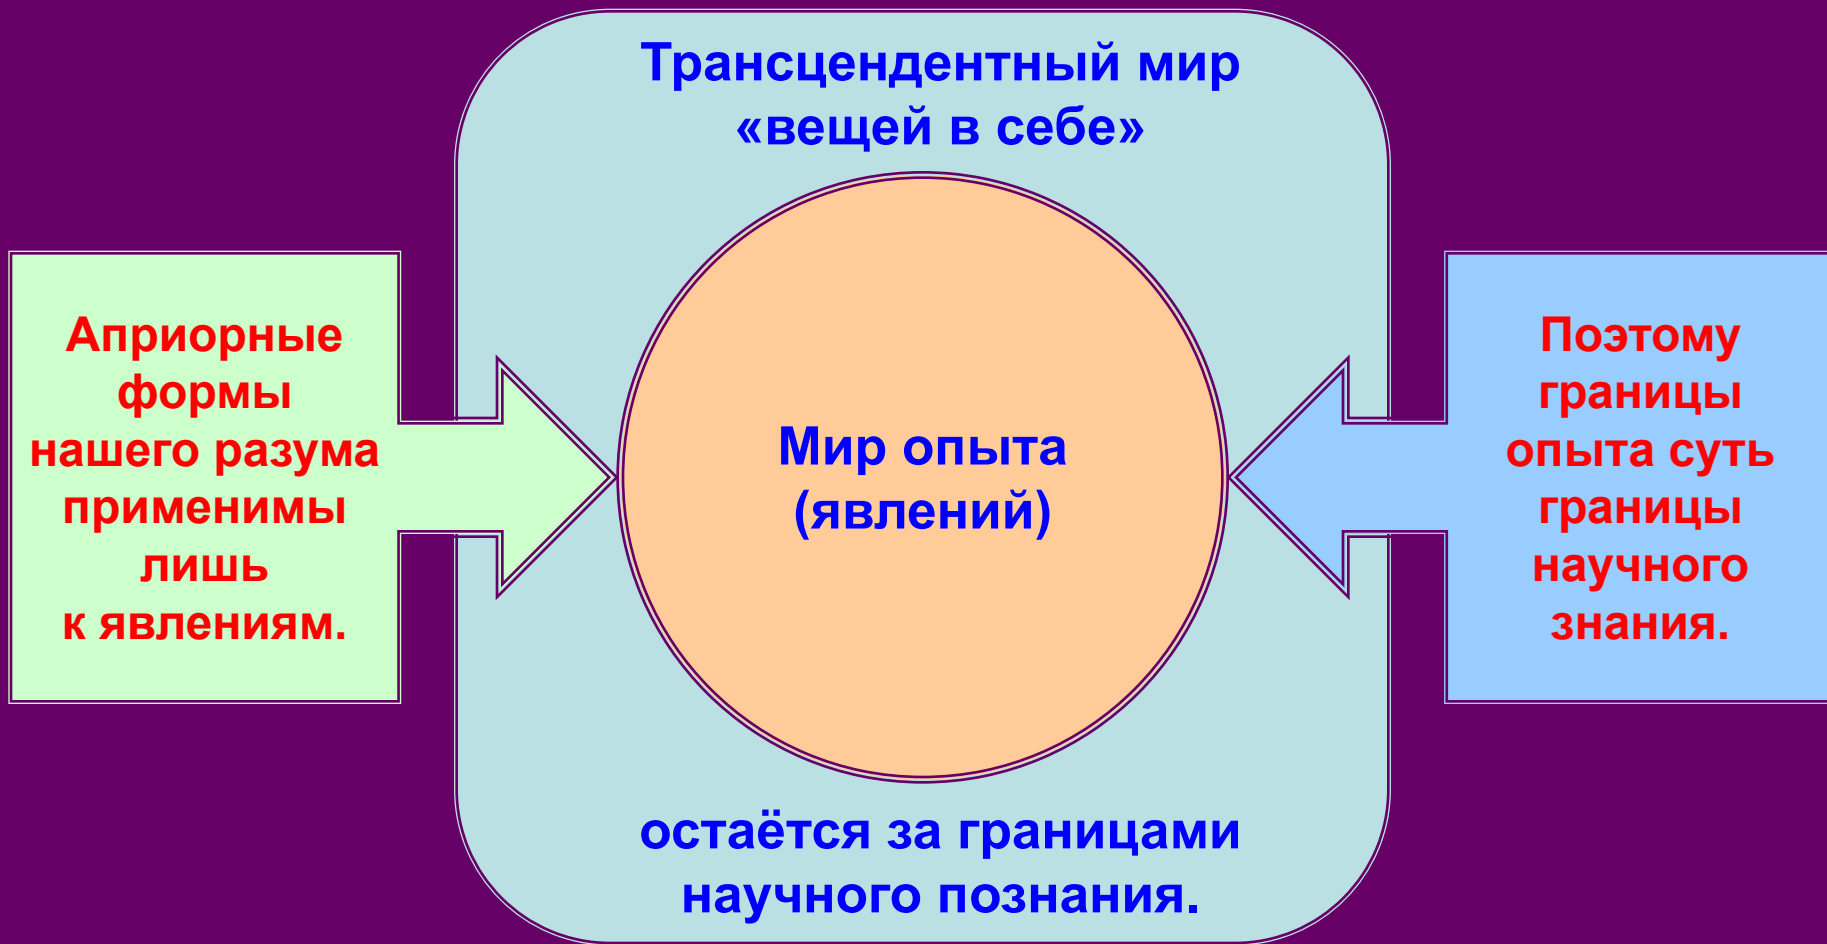 Трансцендентный мир
«вещей в себе»
Априорные
формы
нашего разума
применимы
лишь
к явлениям.
Мир опыта
(явлений)
Поэтому
границы
опыта суть
границы
научного
знания.
остаётся за границами
научного познания.